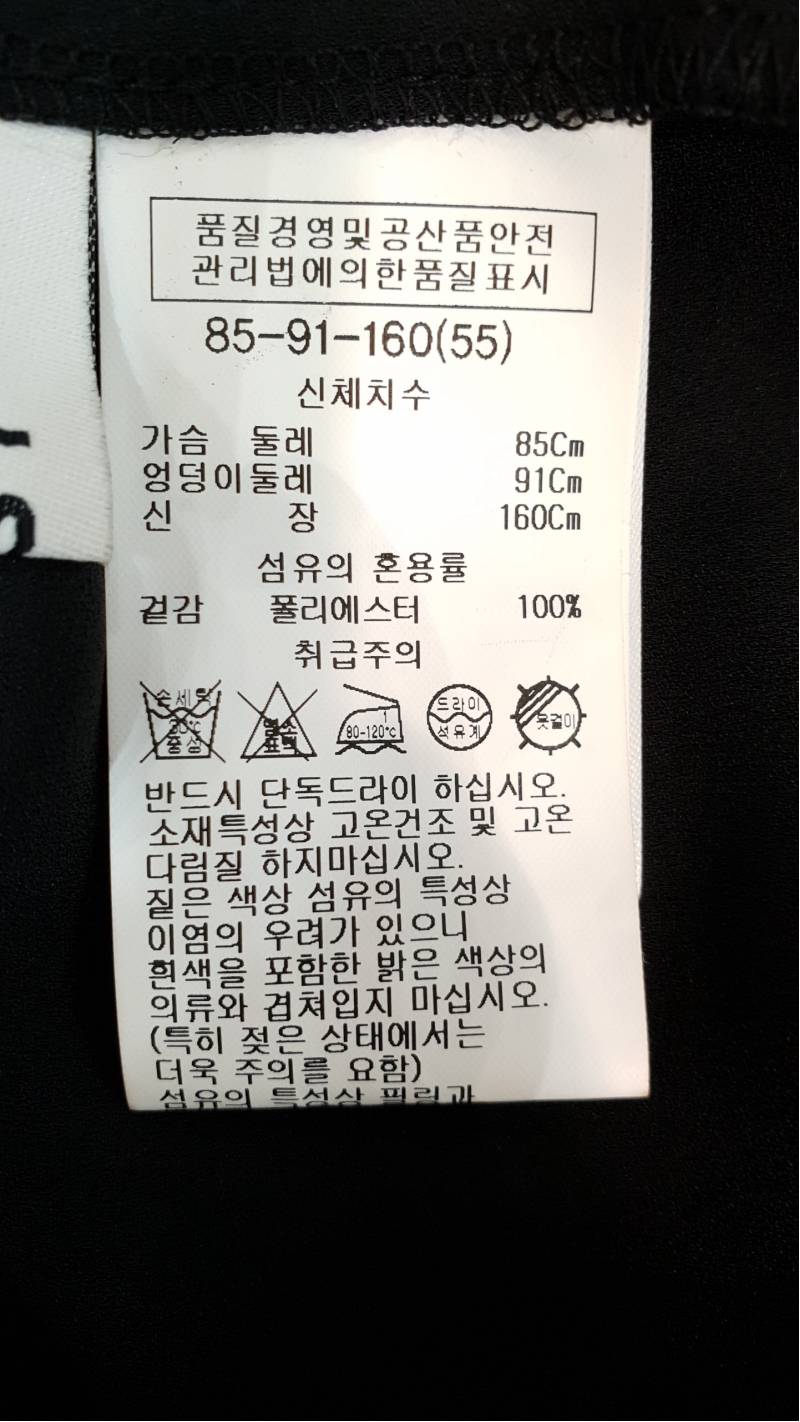 품질경영및공산품안전
관리법에의한품질표시
85-91-160(55)
신체치수
가슴 둘레 85Cm
엉덩이둘레 91Cm
신 장 160Cm
섬유의 혼용률
겉감 폴리에스터 100%
취급주의
손세탁 30°C 중성
염소 표백
1 80-120°C
드라이 석유계
옷걸이
반드시 단독드라이 하십시오.
소재특성상 고온건조 및 고온
다림질 하지마십시오.
짙은 색상 섬유의 특성상
이염의 우려가 있으니
흰색을 포함한 밝은 색상의
의류와 겹쳐입지 마십시오.
(특히 젖은 상태에서는
더욱 주의를 요함)
섬유의 특성상 필링과